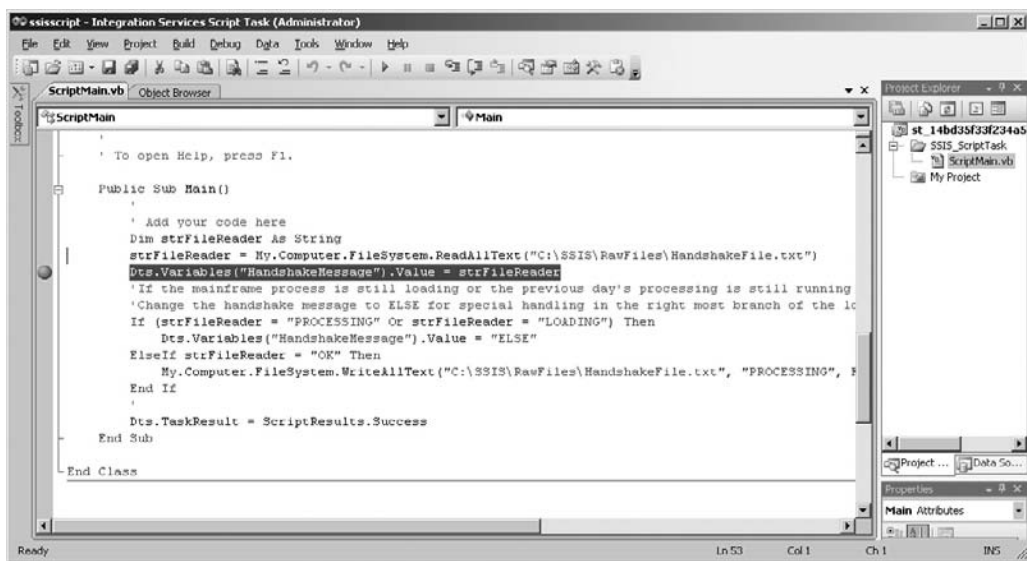 ssisscript - Integration Services Script Task (Administrator)
File Edit View Project Build Debug Data Tools Window Help
Toolbox
ScriptMain.vb Object Browser
ScriptMain Main
'
' To open Help, press F1.
Public Sub Main()
'
' Add your code here
Dim strFileReader As String
strFileReader = My.Computer.FileSystem.ReadAllText("C:\SSIS\RawFiles\HandshakeFile.txt")
Dts.Variables("HandshakeMessage").Value = strFileReader
'If the mainframe process is still loading or the previous day's processing is still running
'Change the handshake message to ELSE for special handling in the right most branch of the lo
If (strFileReader = "PROCESSING" Or strFileReader = "LOADING") Then
Dts.Variables("HandshakeMessage").Value = "ELSE"
ElseIf strFileReader = "OK" Then
My.Computer.FileSystem.WriteAllText("C:\SSIS\RawFiles\HandshakeFile.txt", "PROCESSING", F
End If
'
Dts.TaskResult = ScriptResults.Success
End Sub
End Class
Project Explorer
st_14bd35f33f234a5
SSIS_ScriptTask
ScriptMain.vb
My Project
Project ... Data So...
Properties
Main Attributes
Ready Ln 53 Col 1 Ch 1 INS